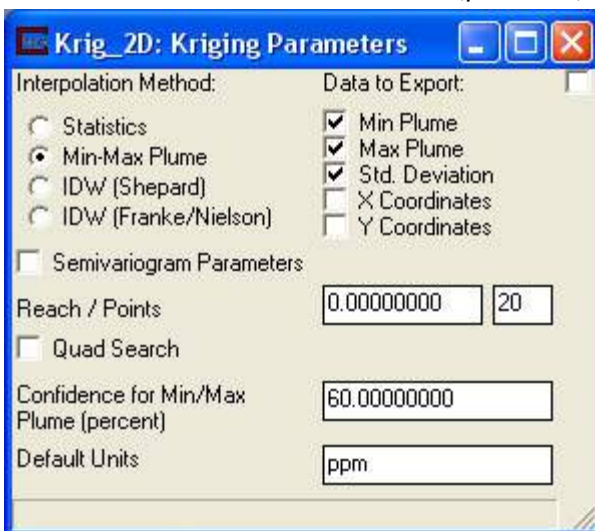 Krig_2D: Kriging Parameters
Interpolation Method: Data to Export:
Statistics Min Plume
Min-Max Plume Max Plume
IDW (Shepard) Std. Deviation
IDW (Franke/Nielson) X Coordinates
Y Coordinates
Semivariogram Parameters
Reach / Points 0.00000000 20
Quad Search
Confidence for Min/Max
Plume (percent) 60.00000000
Default Units ppm